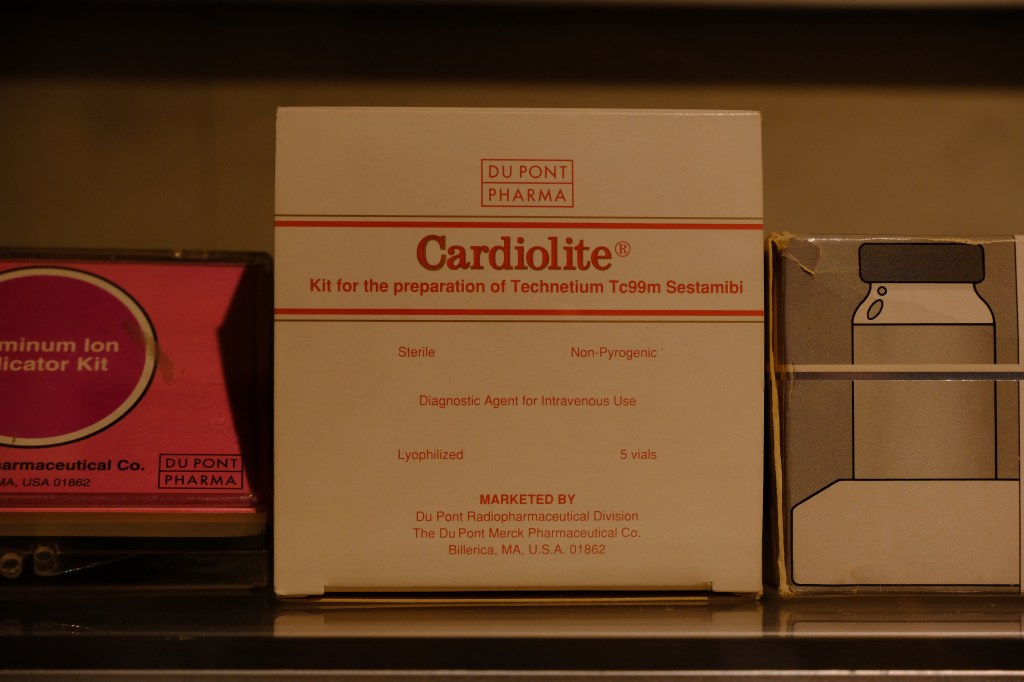 DU PONT
PHARMA
Cardiolite®
Kit for the preparation of Technetium Tc99m Sestamibi
Sterile Non-Pyrogenic
Diagnostic Agent for Intravenous Use
Lyophilized 5 vials
MARKETED BY
Du Pont Radiopharmaceutical Division
The Du Pont Merck Pharmaceutical Co.
Billerica, MA, U.S.A. 01862
minum Ion
licator Kit
armaceutical Co.
MA, USA 01862
DU PONT
PHARMA